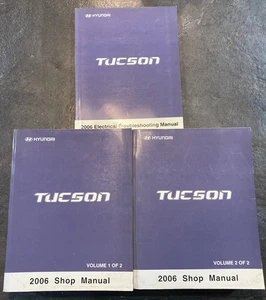 HYUNDAI
TUCSON
2006 Electrical Troubleshooting Manual
HYUNDAI
TUCSON
VOLUME 1 OF 2
2006 Shop Manual
HYUNDAI
TUCSON
VOLUME 2 OF 2
2006 Shop Manual